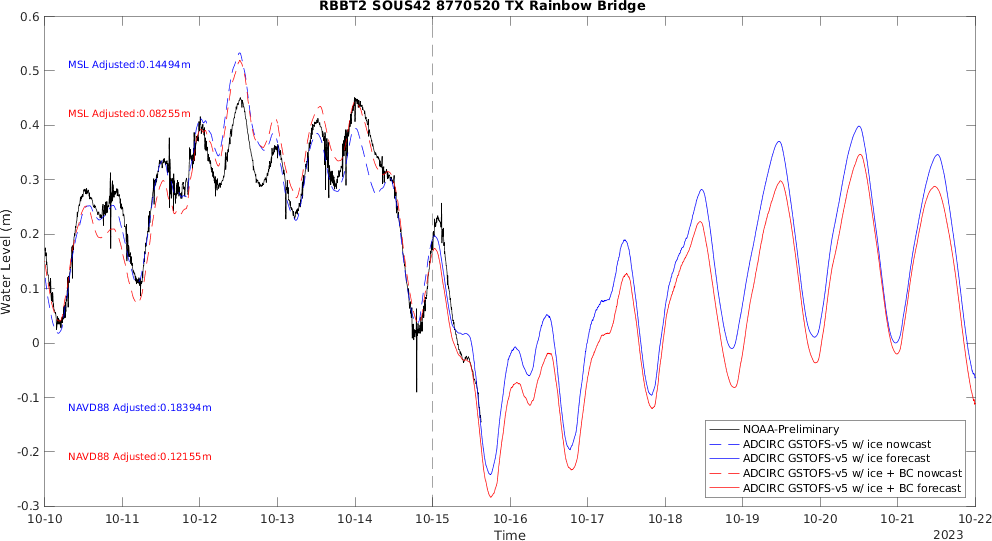 RBBT2 SOUS42 8770520 TX Rainbow Bridge
0.6
0.5
0.4
0.3
0.2
0.1
0
-0.1
-0.2
-0.3
Water Level (m)
MSL Adjusted:0.14494m
MSL Adjusted:0.08255m
NAVD88 Adjusted:0.18394m
NAVD88 Adjusted:0.12155m
NOAA-Preliminary
ADCIRC GSTOFS-v5 w/ ice nowcast
ADCIRC GSTOFS-v5 w/ ice forecast
ADCIRC GSTOFS-v5 w/ ice + BC nowcast
ADCIRC GSTOFS-v5 w/ ice + BC forecast
10-10 10-11 10-12 10-13 10-14 10-15 10-16 10-17 10-18 10-19 10-20 10-21 10-22
Time
2023